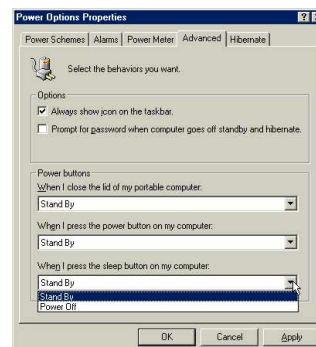 Power Options Properties
Power Schemes Alarms Power Meter Advanced Hibernate
Select the behaviors you want.
Options
Always show icon on the taskbar.
Prompt for password when computer goes off standby and hibernate.
Power buttons
When I close the lid of my portable computer:
Stand By
When I press the power button on my computer:
Stand By
When I press the sleep button on my computer:
Stand By
Stand By
Power Off
OK Cancel Apply